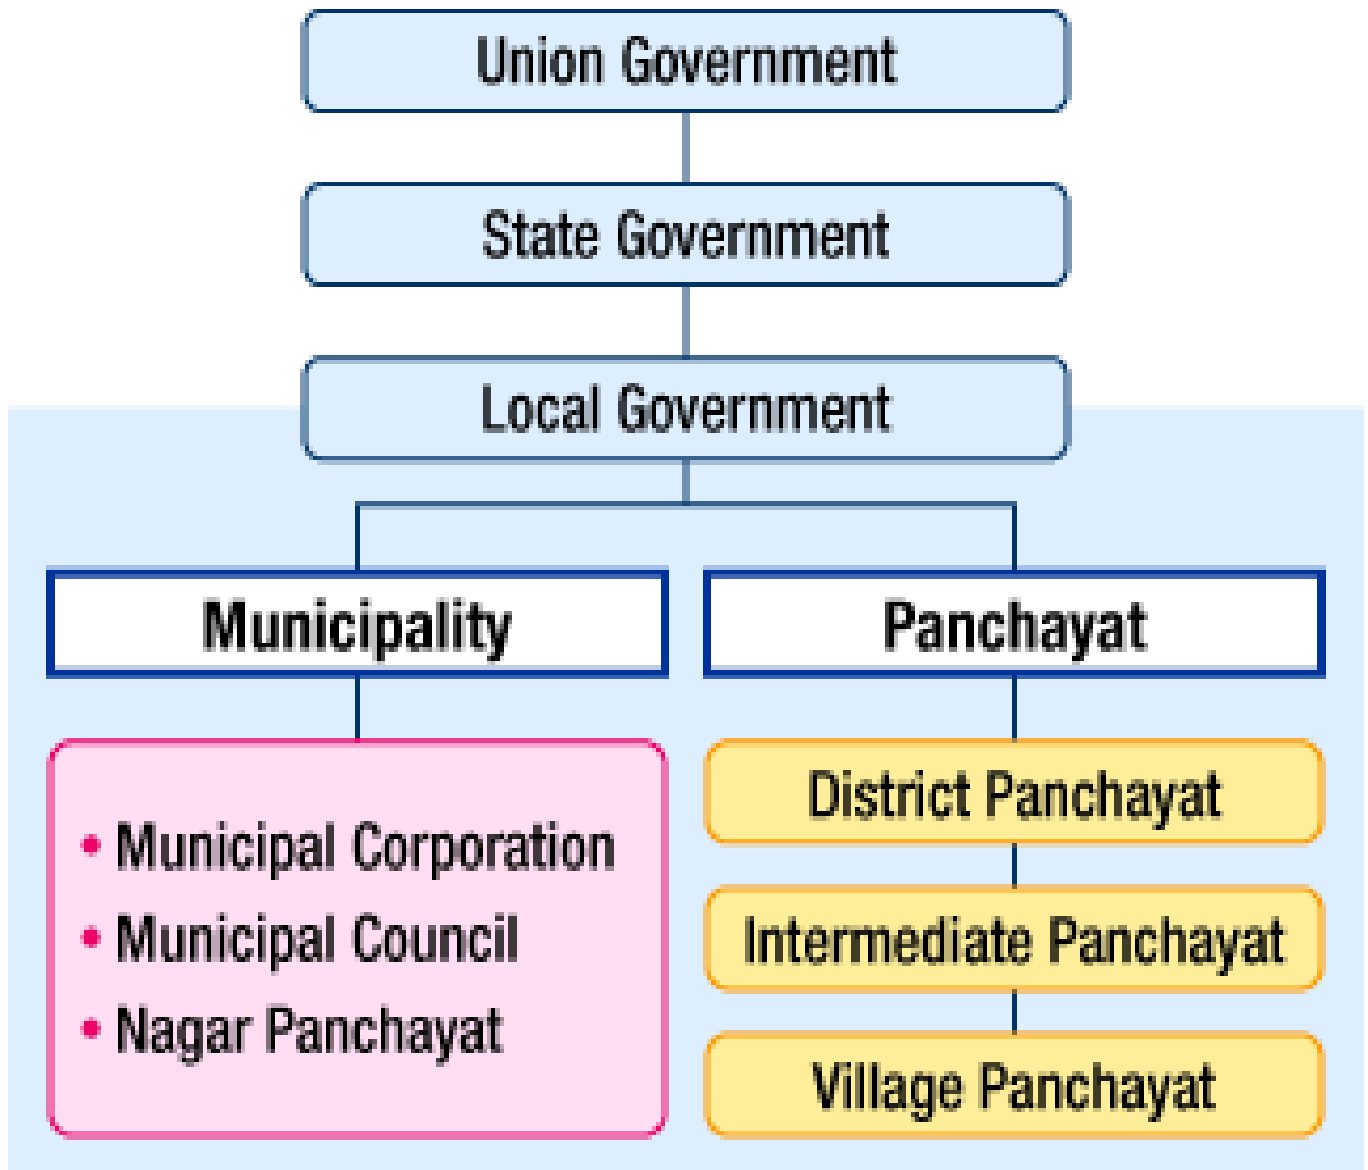 Union Government
State Government
Local Government
Municipality
• Municipal Corporation
• Municipal Council
• Nagar Panchayat
Panchayat
District Panchayat
Intermediate Panchayat
Village Panchayat